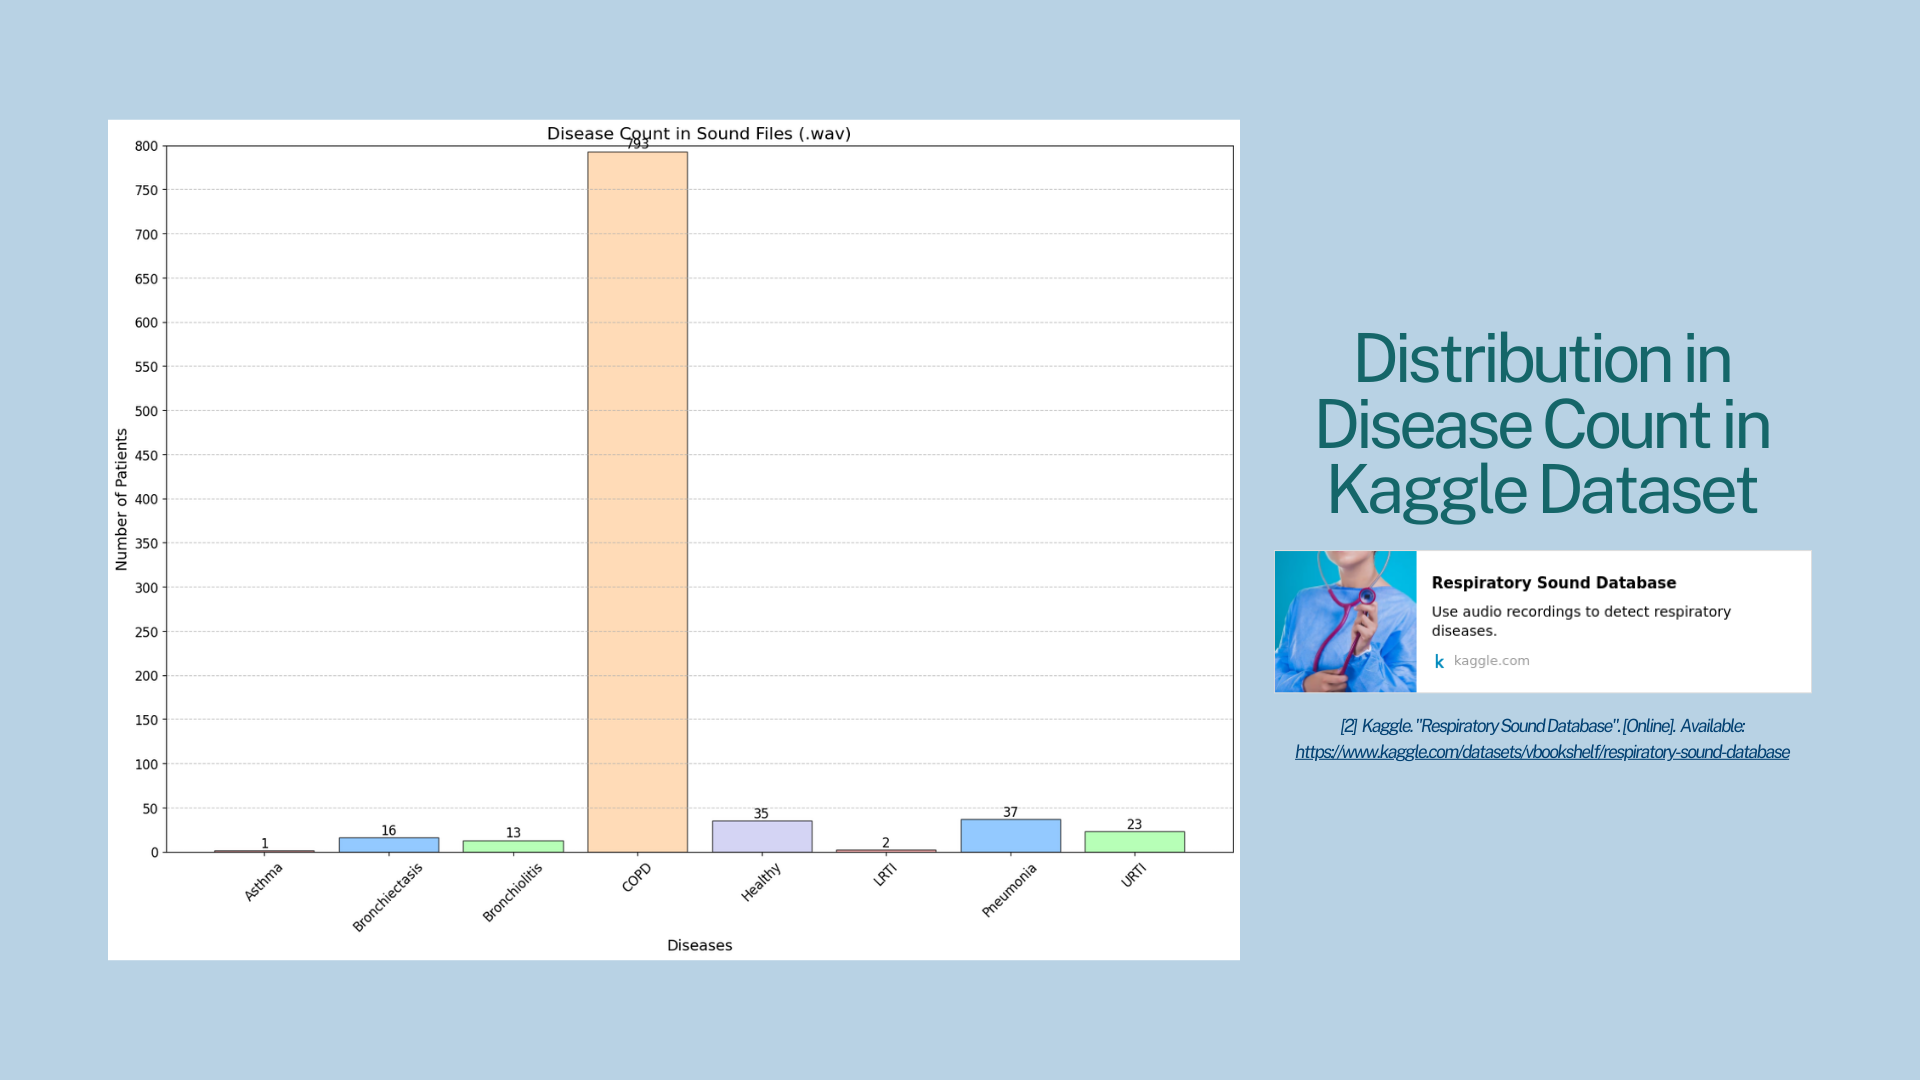 Disease Count in Sound Files (.wav)
793
800
750
700
650
600
550
500
450
400
350
300
250
200
150
100
50
0
Number of Patients
1
16
13
35
2
37
23
Asthma
Bronchiectasis
Bronchiolitis
COPD
Healthy
LRTI
Pneumonia
URTI
Diseases
Distribution in
Disease Count in
Kaggle Dataset
Respiratory Sound Database
Use audio recordings to detect respiratory
diseases.
k kaggle.com
[2] Kaggle. "Respiratory Sound Database". [Online]. Available:
https://www.kaggle.com/datasets/vbookshelf/respiratory-sound-database